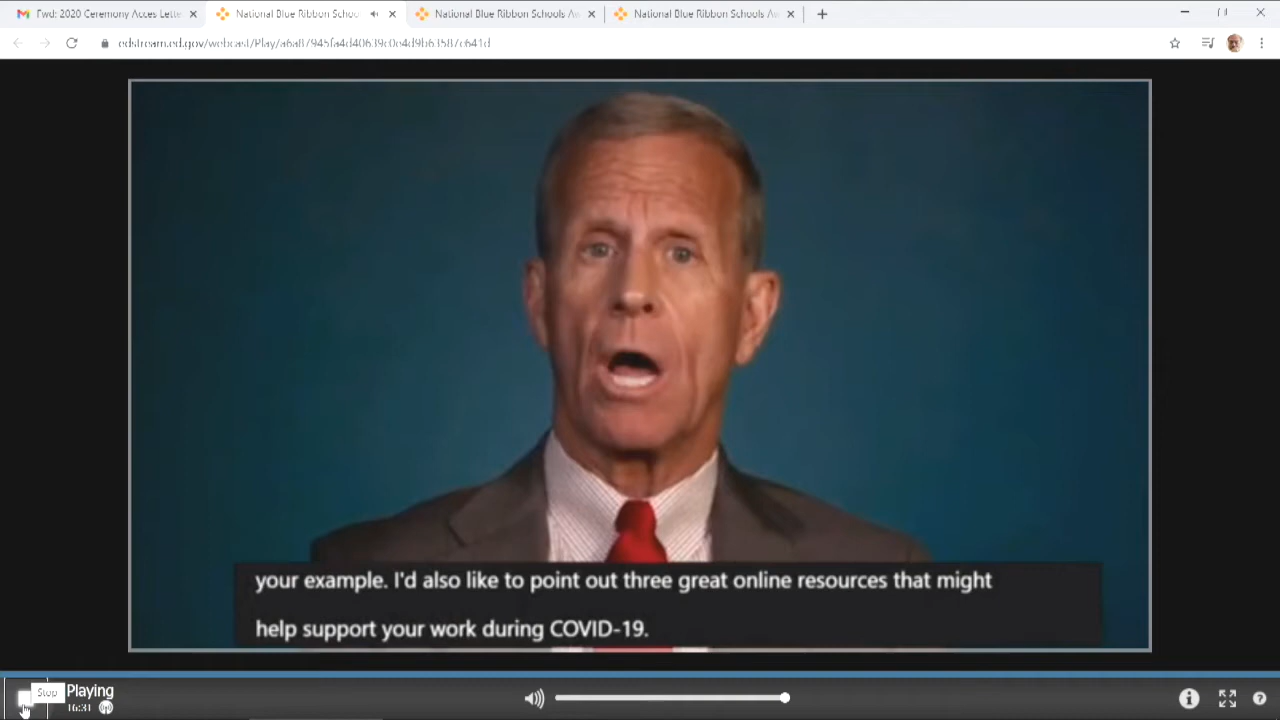 Fwd: 2020 Ceremony Acces Lette
National Blue Ribbon Schoo
National Blue Ribbon Schools Aw
National Blue Ribbon Schools Aw
your example. I'd also like to point out three great online resources that might
help support your work during COVID-19.
Stop
Playing
16:31